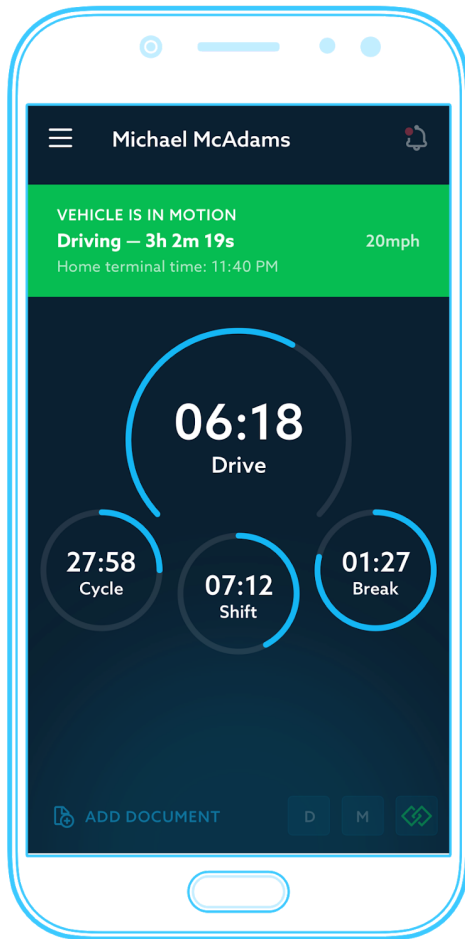 Michael McAdams
VEHICLE IS IN MOTION
Driving — 3h 2m 19s
20mph
Home terminal time: 11:40 PM
06:18
Drive
27:58
Cycle
07:12
Shift
01:27
Break
ADD DOCUMENT
D
M